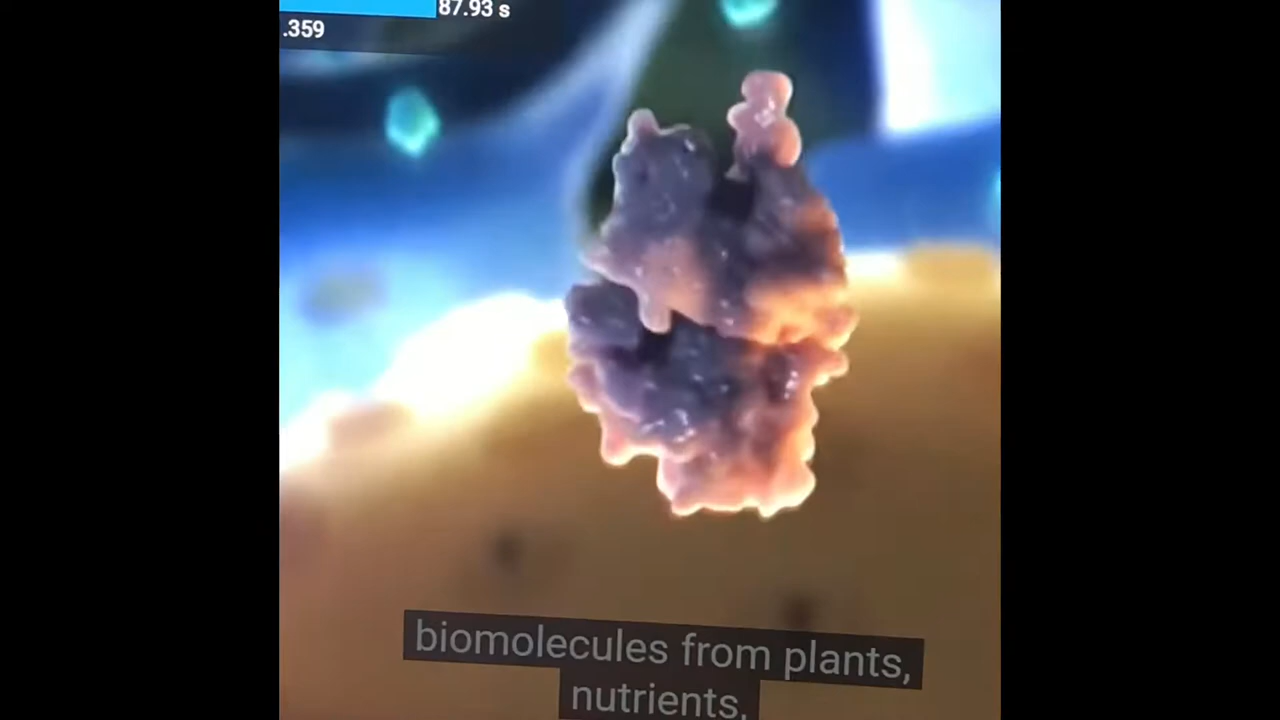 87.93 s
.359
biomolecules from plants,
nutrients,